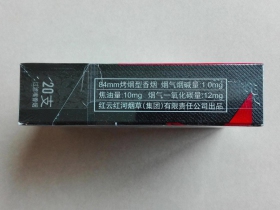 84mm烤烟型香烟 烟气烟碱量:1.0mg
焦油量:10mg 烟气一氧化碳量:12mg
红云红河烟草(集团)有限责任公司出品
20支